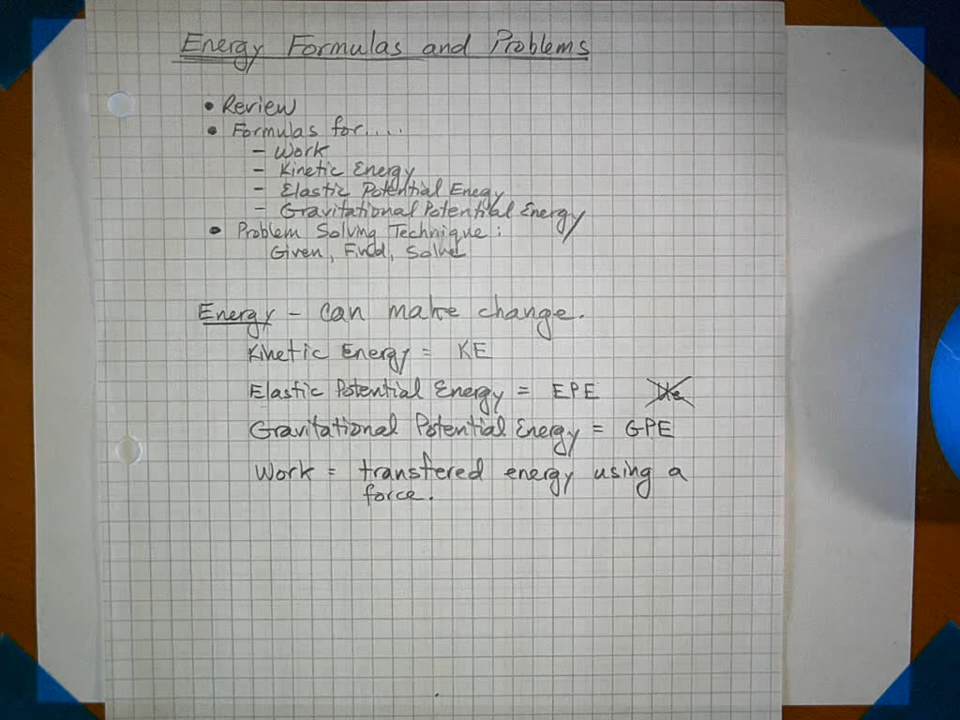 Energy Formulas and Problems
• Review
• Formulas for....
- Work
- Kinetic Energy
- Elastic Potential Enegy
- Gravitational Potential Energy
• Problem Solving Technique:
Given, Find, Solve
Energy - can make change.
Kinetic Energy = KE
Elastic Potential Energy = EPE
Gravitational Potential Energy = GPE
Work = transfered energy using a
force.